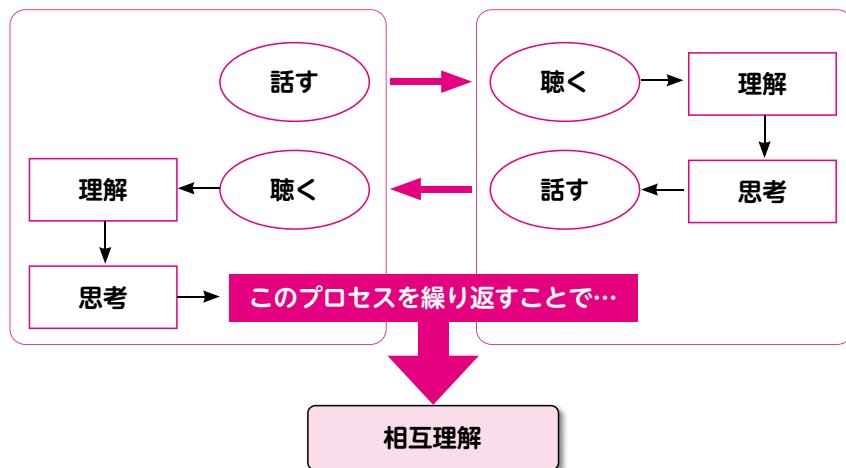 話す
聴く
理解
理解
聴く
話す
思考
思考
このプロセスを繰り返すことで…
相互理解